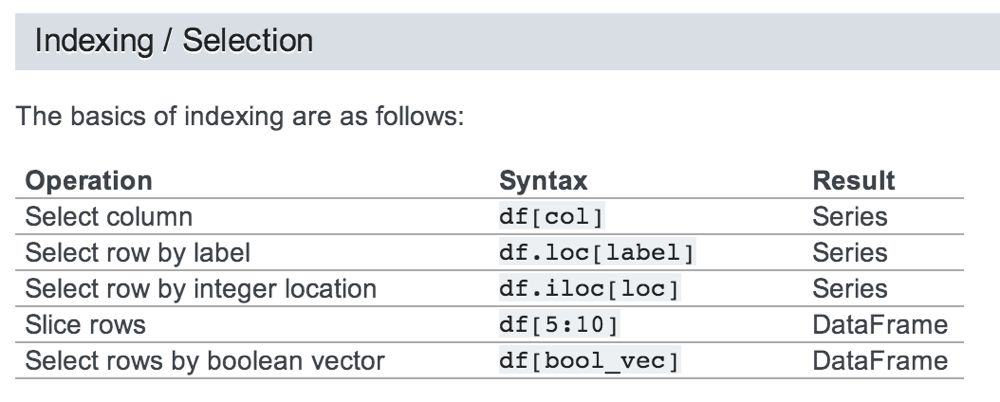 Indexing / Selection
The basics of indexing are as follows:
Operation Syntax Result
Select column df[col] Series
Select row by label df.loc[label] Series
Select row by integer location df.iloc[loc] Series
Slice rows df[5:10] DataFrame
Select rows by boolean vector df[bool_vec] DataFrame